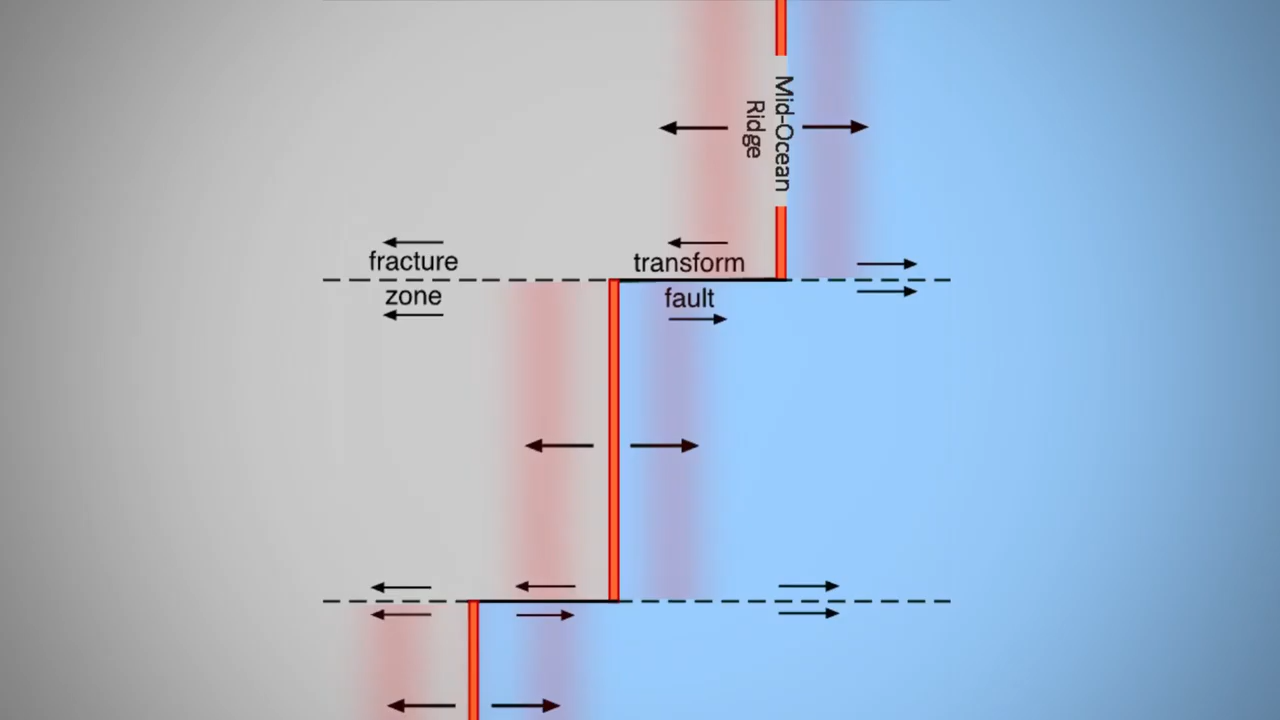 Mid-Ocean
Ridge
fracture
zone
transform
fault